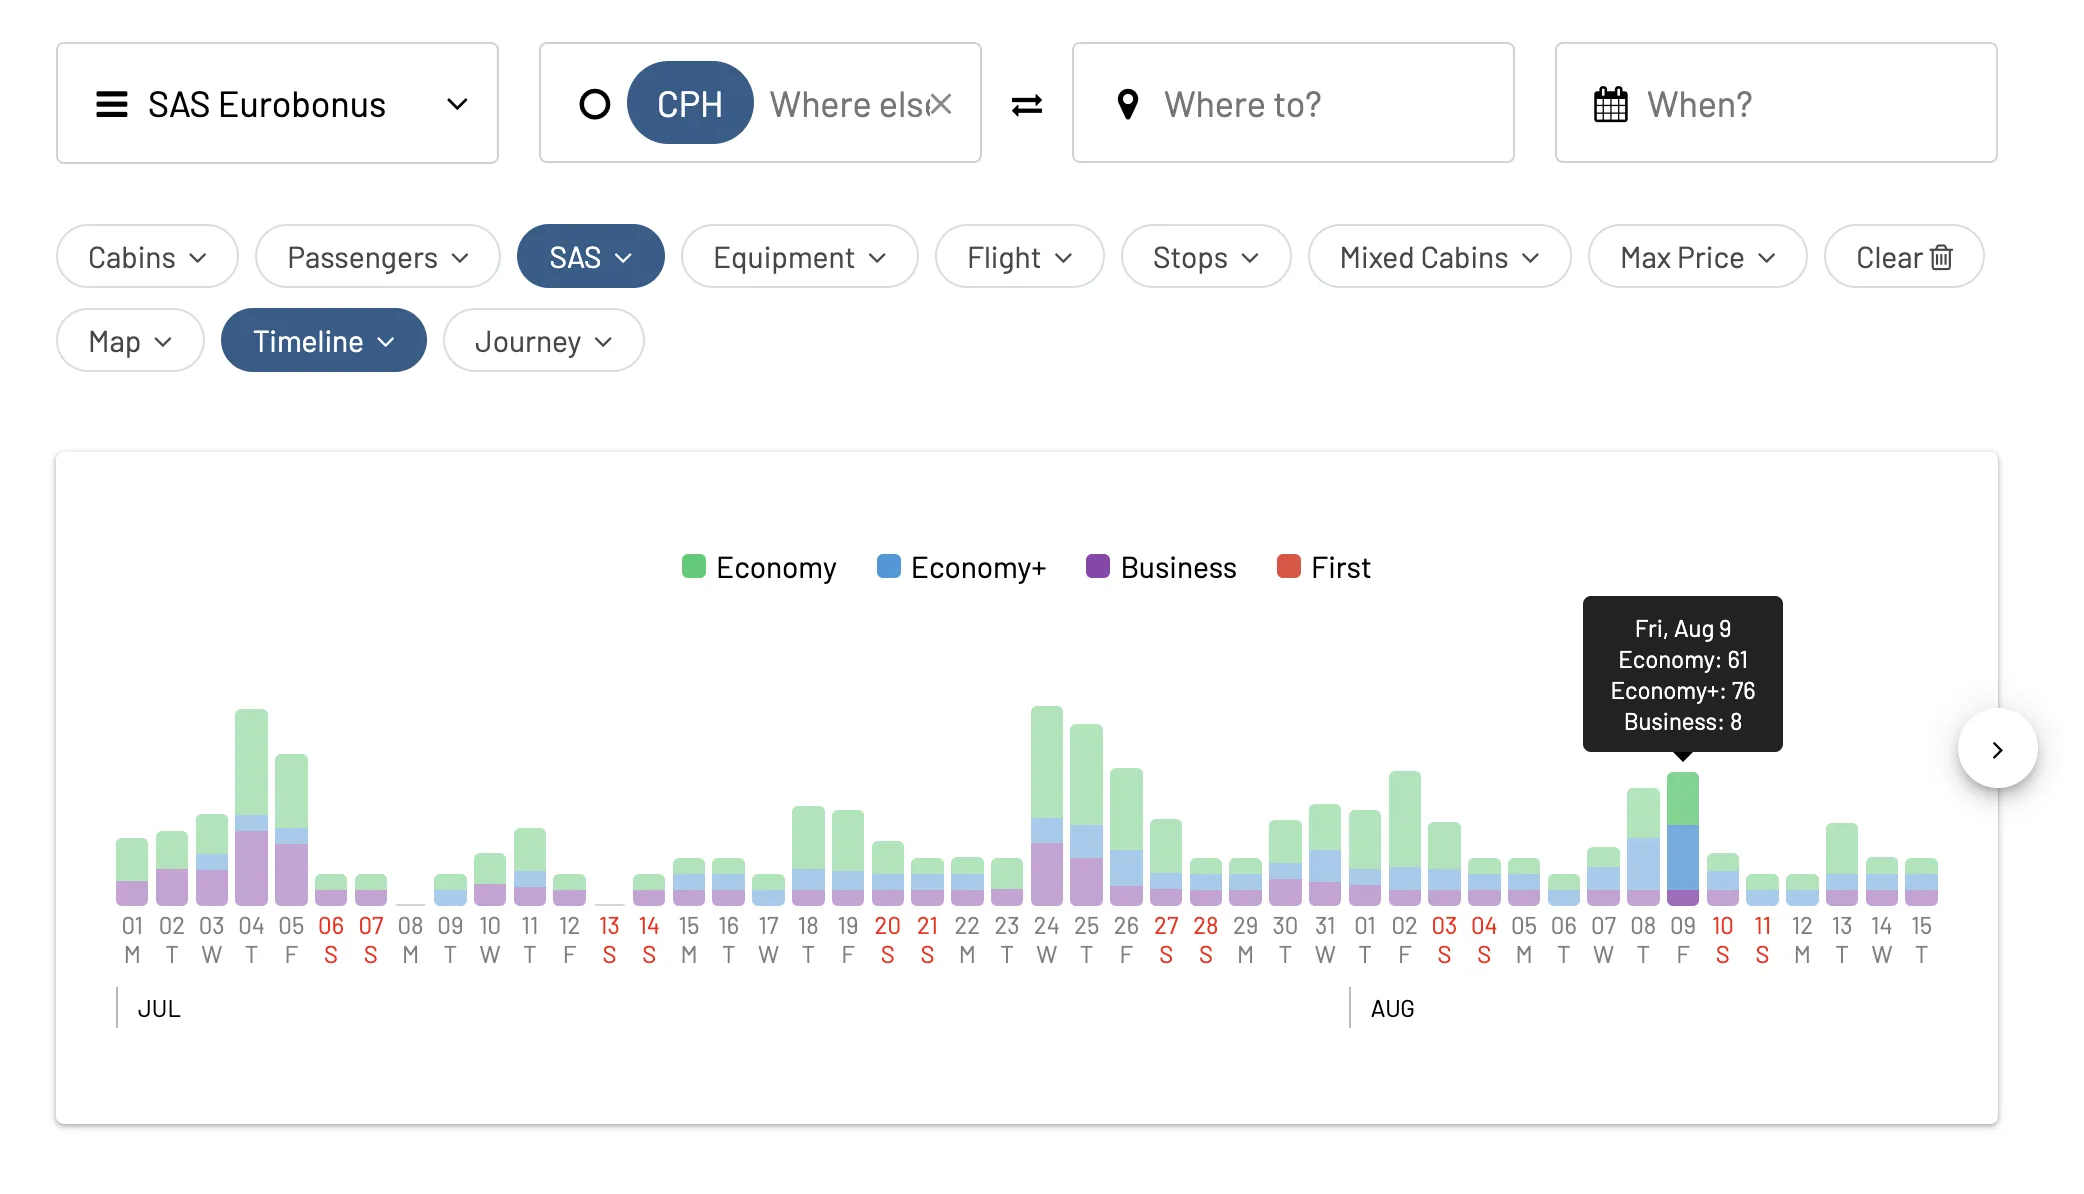 SAS Eurobonus CPH Where else Where to? When?
Cabins Passengers SAS Equipment Flight Stops Mixed Cabins Max Price Clear
Map Timeline Journey
Economy Economy+ Business First
Fri, Aug 9
Economy: 61
Economy+: 76
Business: 8
01 02 03 04 05 06 07 08 09 10 11 12 13 14 15 16 17 18 19 20 21 22 23 24 25 26 27 28 29 30 31 01 02 03 04 05 06 07 08 09 10 11 12 13 14 15
M T W T F S S M T W T F S S M T W T F S S M T W T F S S M T W T F S S M T W T F S S M T W T
JUL AUG